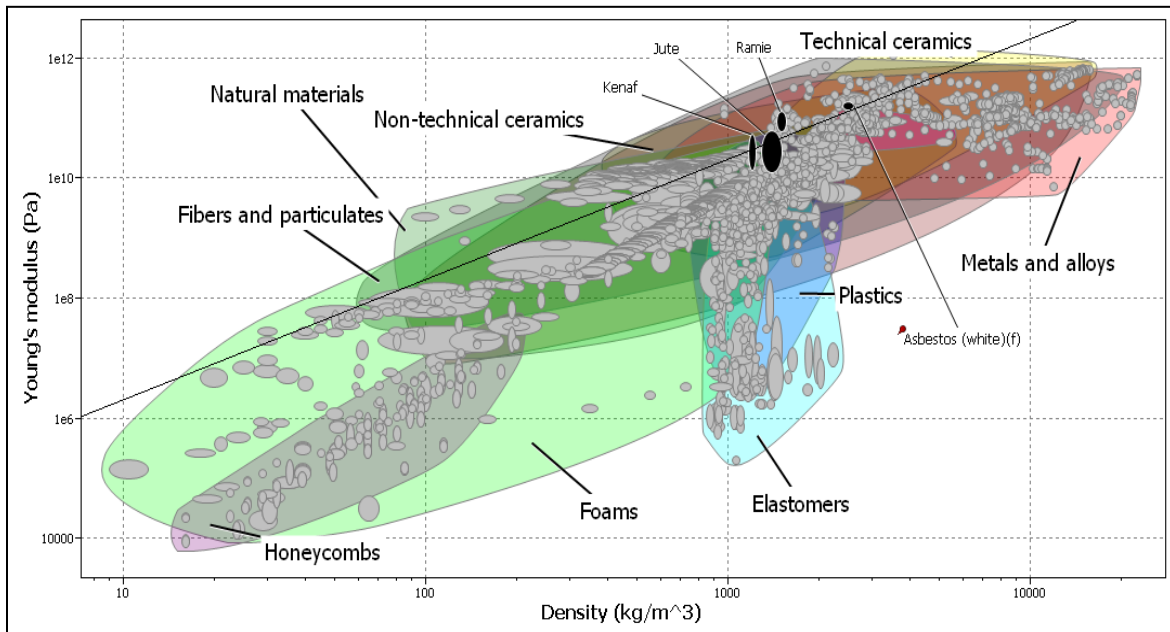 1e12
1e10
1e8
1e6
10000
Young's modulus (Pa)
Natural materials
Fibers and particulates
Non-technical ceramics
Kenaf
Jute
Ramie
Technical ceramics
Metals and alloys
Plastics
Asbestos (white)(f)
Elastomers
Foams
Honeycombs
10
100
1000
10000
Density (kg/m^3)